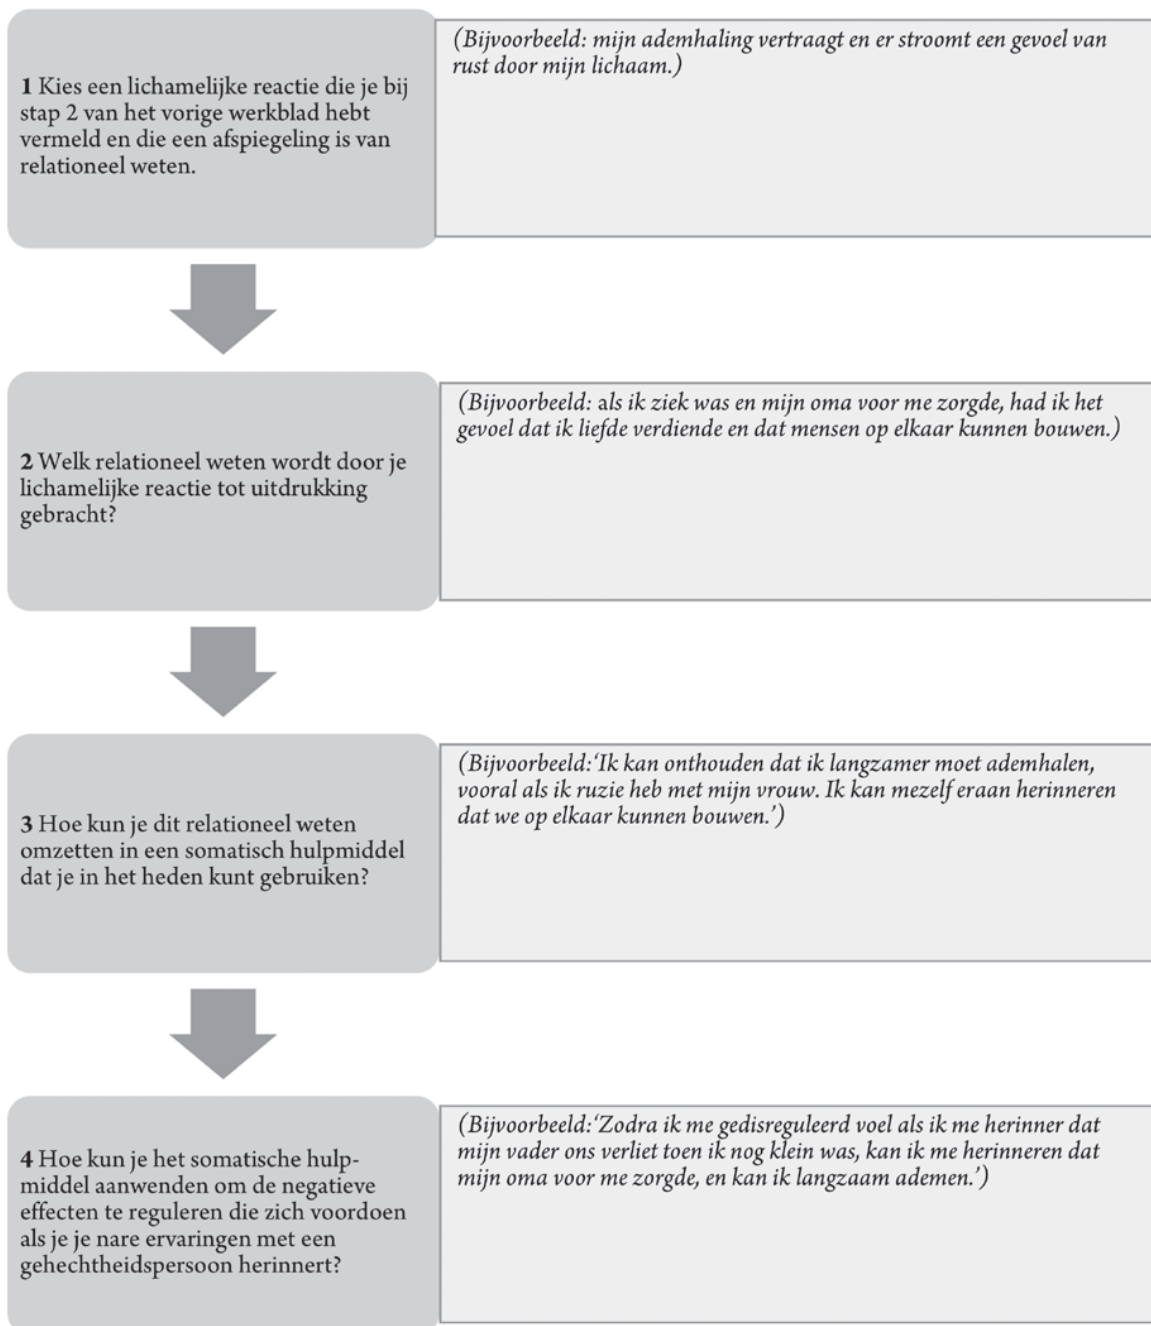 1 Kies een lichamelijke reactie die je bij
stap 2 van het vorige werkblad hebt
vermeld en die een afspiegeling is van
relationeel weten.
(Bijvoorbeeld: mijn ademhaling vertraagt en er stroomt een gevoel van
rust door mijn lichaam.)
2 Welk relationeel weten wordt door je
lichamelijke reactie tot uitdrukking
gebracht?
(Bijvoorbeeld: als ik ziek was en mijn oma voor me zorgde, had ik het
gevoel dat ik liefde verdiende en dat mensen op elkaar kunnen bouwen.)
3 Hoe kun je dit relationeel weten
omzetten in een somatisch hulpmiddel
dat je in het heden kunt gebruiken?
(Bijvoorbeeld:‘Ik kan onthouden dat ik langzamer moet ademhalen,
vooral als ik ruzie heb met mijn vrouw. Ik kan mezelf eraan herinneren
dat we op elkaar kunnen bouwen.’)
4 Hoe kun je het somatische hulp-
middel aanwenden om de negatieve
effecten te reguleren die zich voordoen
als je je nare ervaringen met een
gehechtheidspersoon herinnert?
(Bijvoorbeeld:‘Zodra ik me gedisreguleerd voel als ik me herinner dat
mijn vader ons verliet toen ik nog klein was, kan ik me herinneren dat
mijn oma voor me zorgde, en kan ik langzaam ademen.’)